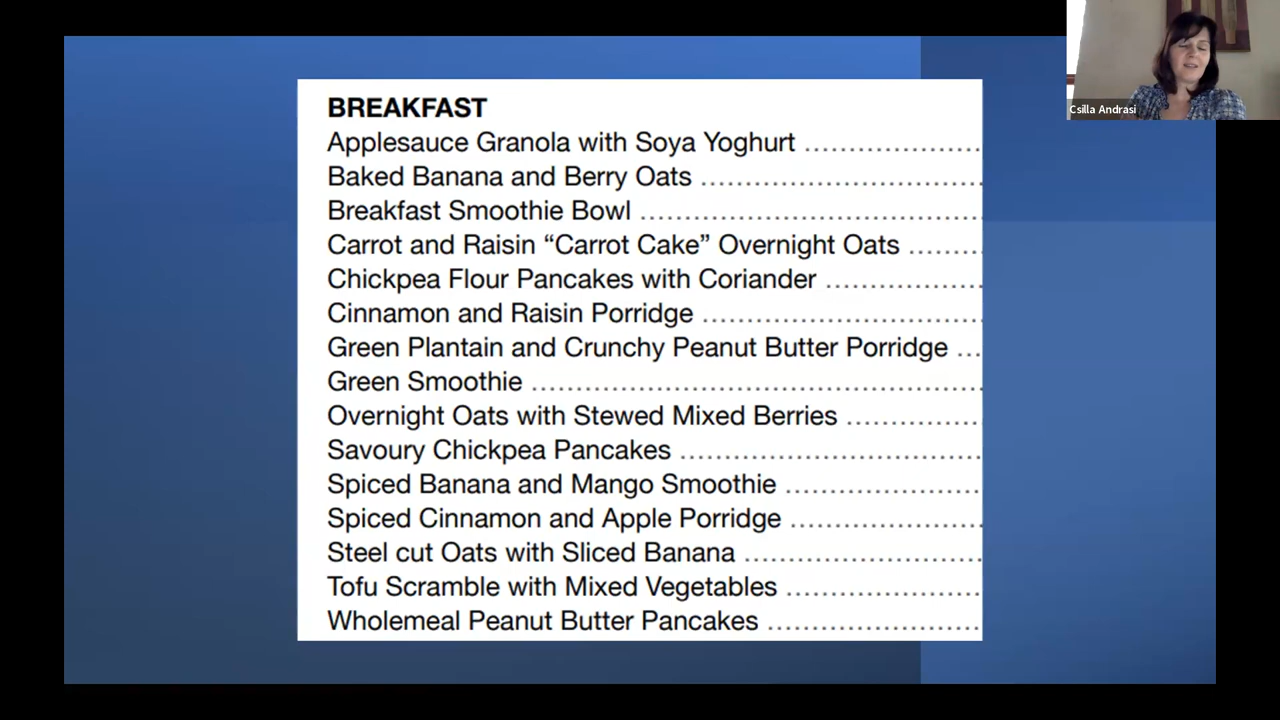 BREAKFAST
Applesauce Granola with Soya Yoghurt ....................
Baked Banana and Berry Oats ..........................
Breakfast Smoothie Bowl ...............................
Carrot and Raisin “Carrot Cake” Overnight Oats .......
Chickpea Flour Pancakes with Coriander ..................
Cinnamon and Raisin Porridge ..........................
Green Plantain and Crunchy Peanut Butter Porridge ...
Green Smoothie .........................................
Overnight Oats with Stewed Mixed Berries ...............
Savoury Chickpea Pancakes ............................
Spiced Banana and Mango Smoothie ....................
Spiced Cinnamon and Apple Porridge ...................
Steel cut Oats with Sliced Banana .......................
Tofu Scramble with Mixed Vegetables ...................
Wholemeal Peanut Butter Pancakes .....................
Csilla Andrasi